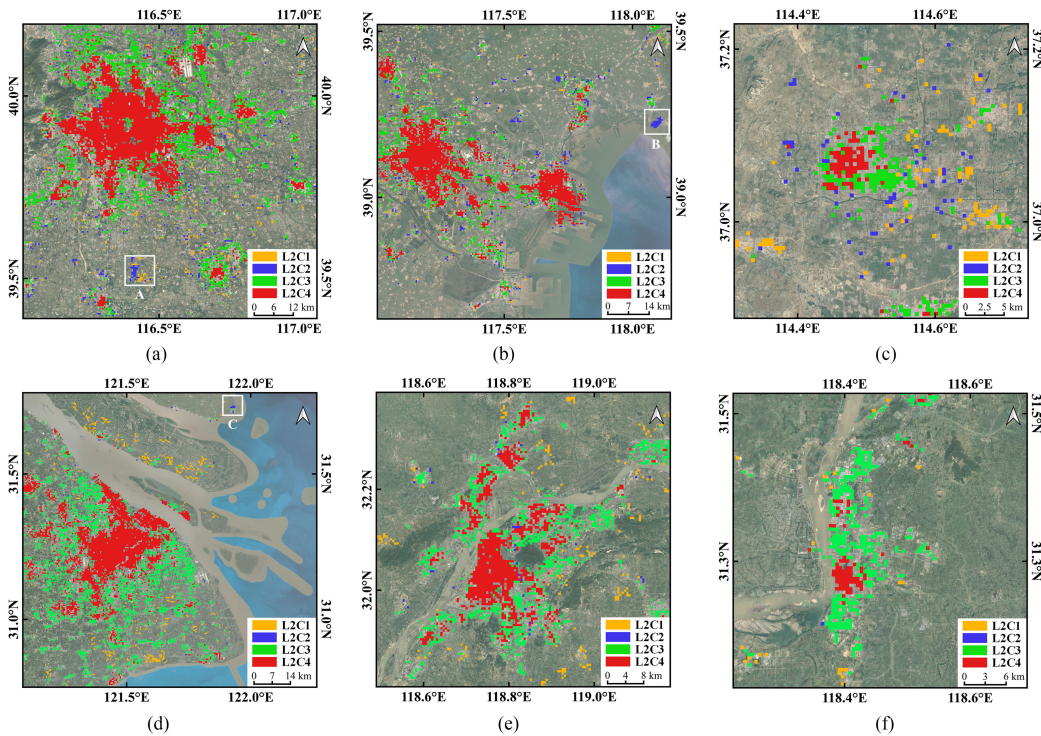 116.5°E 117.0°E
40.0°N 40.0°N
39.5°N 39.5°N
A
L2C1
L2C2
L2C3
L2C4
0 6 12 km
116.5°E 117.0°E
(a)
117.5°E 118.0°E
39.5°N 39.5°N
B
39.0°N 39.0°N
L2C1
L2C2
L2C3
L2C4
0 7 14 km
117.5°E 118.0°E
(b)
114.4°E 114.6°E
37.2°N 37.2°N
37.0°N 37.0°N
L2C1
L2C2
L2C3
L2C4
0 2.5 5 km
114.4°E 114.6°E
(c)
121.5°E 122.0°E
C
31.5°N 31.5°N
31.0°N 31.0°N
L2C1
L2C2
L2C3
L2C4
0 7 14 km
121.5°E 122.0°E
(d)
118.6°E 118.8°E 119.0°E
32.2°N 32.2°N
32.0°N 32.0°N
L2C1
L2C2
L2C3
L2C4
0 4 8 km
118.6°E 118.8°E 119.0°E
(e)
118.4°E 118.6°E
31.5°N 31.5°N
31.3°N 31.3°N
L2C1
L2C2
L2C3
L2C4
0 3 6 km
118.4°E 118.6°E
(f)